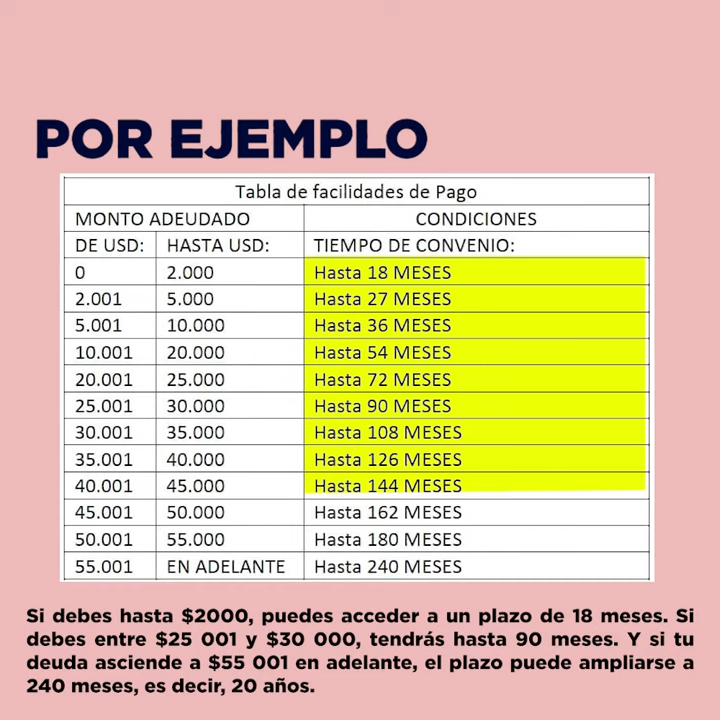 POR EJEMPLO
Tabla de facilidades de Pago
MONTO ADEUDADO CONDICIONES
DE USD: HASTA USD: TIEMPO DE CONVENIO:
0 2.000 Hasta 18 MESES
2.001 5.000 Hasta 27 MESES
5.001 10.000 Hasta 36 MESES
10.001 20.000 Hasta 54 MESES
20.001 25.000 Hasta 72 MESES
25.001 30.000 Hasta 90 MESES
30.001 35.000 Hasta 108 MESES
35.001 40.000 Hasta 126 MESES
40.001 45.000 Hasta 144 MESES
45.001 50.000 Hasta 162 MESES
50.001 55.000 Hasta 180 MESES
55.001 EN ADELANTE Hasta 240 MESES
Si debes hasta $2000, puedes acceder a un plazo de 18 meses. Si
debes entre $25 001 y $30 000, tendrás hasta 90 meses. Y si tu
deuda asciende a $55 001 en adelante, el plazo puede ampliarse a
240 meses, es decir, 20 años.